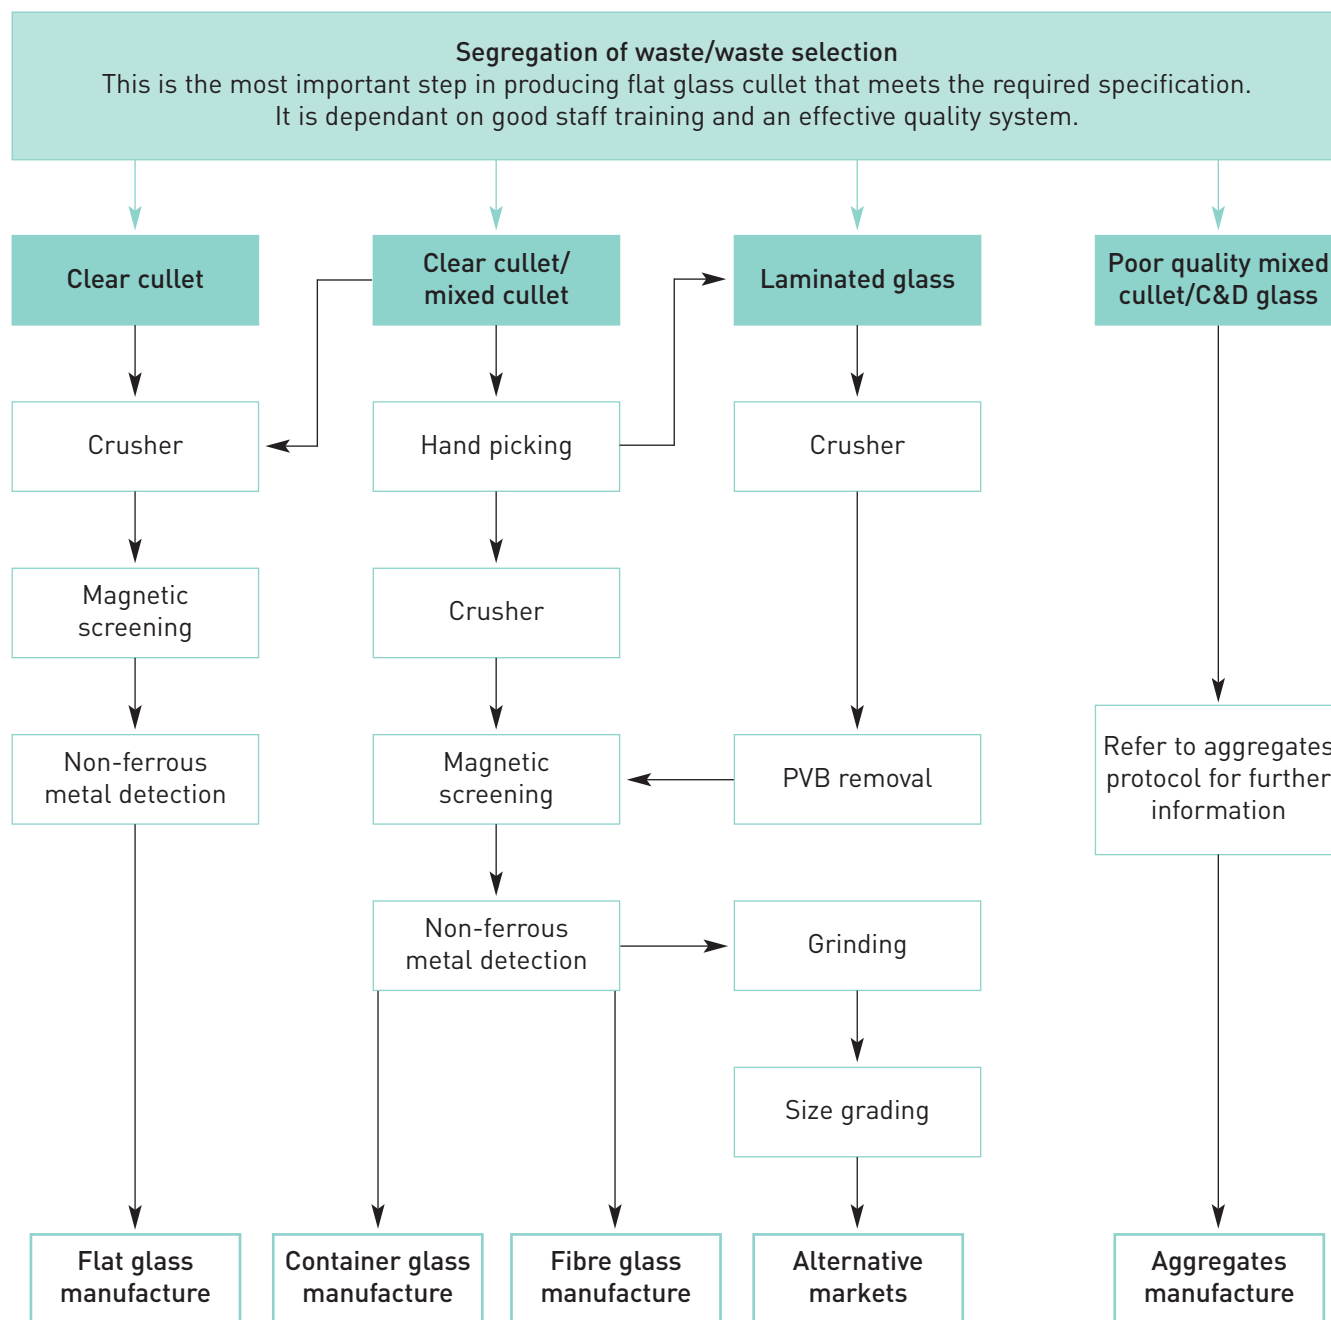 Segregation of waste/waste selection
This is the most important step in producing flat glass cullet that meets the required specification.
It is dependant on good staff training and an effective quality system.
Clear cullet
Clear cullet/
mixed cullet
Laminated glass
Poor quality mixed
cullet/C&D glass
Crusher
Hand picking
Crusher
Magnetic
screening
Crusher
Non-ferrous
metal detection
Magnetic
screening
PVB removal
Refer to aggregates
protocol for further
information
Non-ferrous
metal detection
Grinding
Size grading
Flat glass
manufacture
Container glass
manufacture
Fibre glass
manufacture
Alternative
markets
Aggregates
manufacture